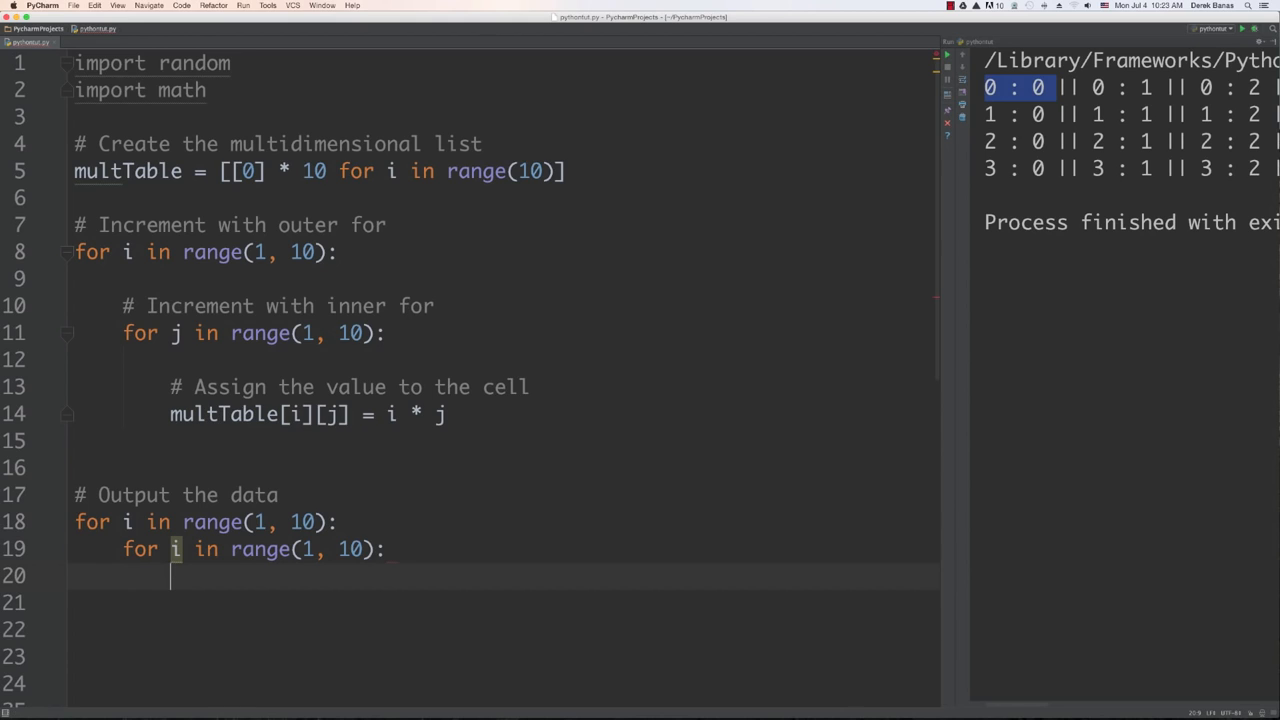 PyCharm File Edit View Navigate Code Refactor Run Tools VCS Window Help 10 Mon Jul 4 10:23 AM Derek Banas
pythontut.py - PycharmProjects - [~/PycharmProjects]
PycharmProjects pythontut.py pythontut
pythontut.py Run pythontut
1 import random
2 import math
3
4 # Create the multidimensional list
5 multTable = [[0] * 10 for i in range(10)]
6
7 # Increment with outer for
8 for i in range(1, 10):
9
10 # Increment with inner for
11 for j in range(1, 10):
12
13 # Assign the value to the cell
14 multTable[i][j] = i * j
15
16
17 # Output the data
18 for i in range(1, 10):
19 for i in range(1, 10):
20
21
22
23
24
/Library/Frameworks/Pytho
0 : 0 || 0 : 1 || 0 : 2 |
1 : 0 || 1 : 1 || 1 : 2 |
2 : 0 || 2 : 1 || 2 : 2 |
3 : 0 || 3 : 1 || 3 : 2 |
Process finished with exi
20:9 LF‡ UTF-8‡